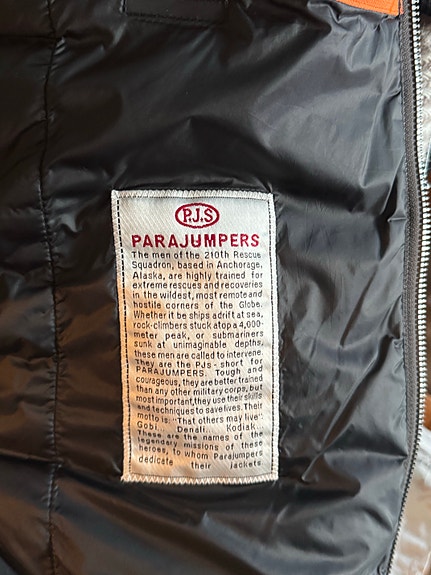 P.J.S
PARAJUMPERS
The men of the 210th Rescue
Squadron, based in Anchorage,
Alaska, are highly trained for
extreme rescues and recoveries
in the wildest, most remote and
hostile corners of the Globe.
Whether it be ships adrift at sea,
rock-climbers stuck atop a 4,000-
meter peak, or submariners
sunk at unimaginable depths,
these men are called to intervene.
They are the PJs - short for
PARAJUMPERS. Tough and
courageous, they are better trained
than any other military corps, but
most important, they use their skills
and techniques to save lives. Their
motto is: "That others may live".
Gobi... Denali... Kodiak...
These are the names of the
legendary missions of these
heroes, to whom Parajumpers
dedicate their jackets